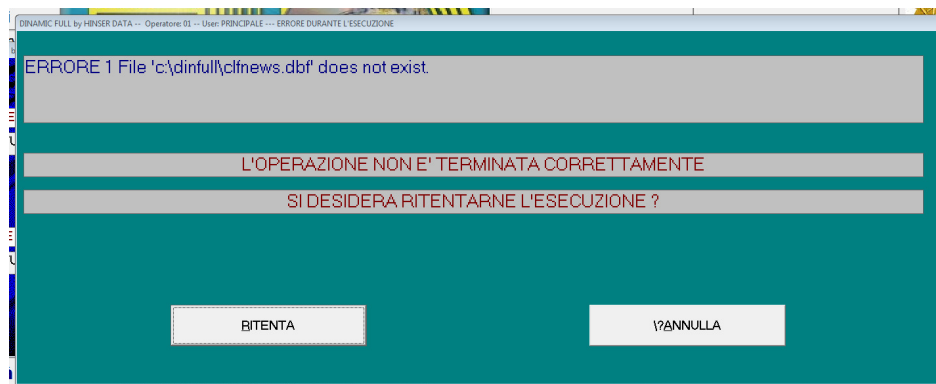 DINAMIC FULL by HINSER DATA -- Operatore: 01 -- User: PRINCIPALE --- ERRORE DURANTE L'ESECUZIONE
ERRORE 1 File 'c:\dinfull\clfnews.dbf' does not exist.
L'OPERAZIONE NON E' TERMINATA CORRETTAMENTE
SI DESIDERA RITENTARNE L'ESECUZIONE ?
RITENTA
\?ANNULLA